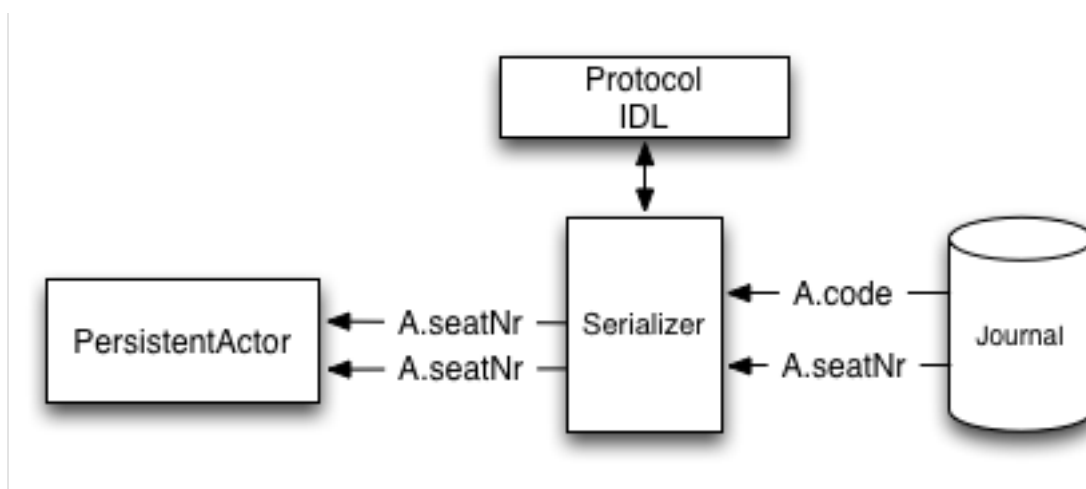 Protocol
IDL
A.code
A.seatNr
Serializer
Journal
PersistentActor
A.seatNr
A.seatNr